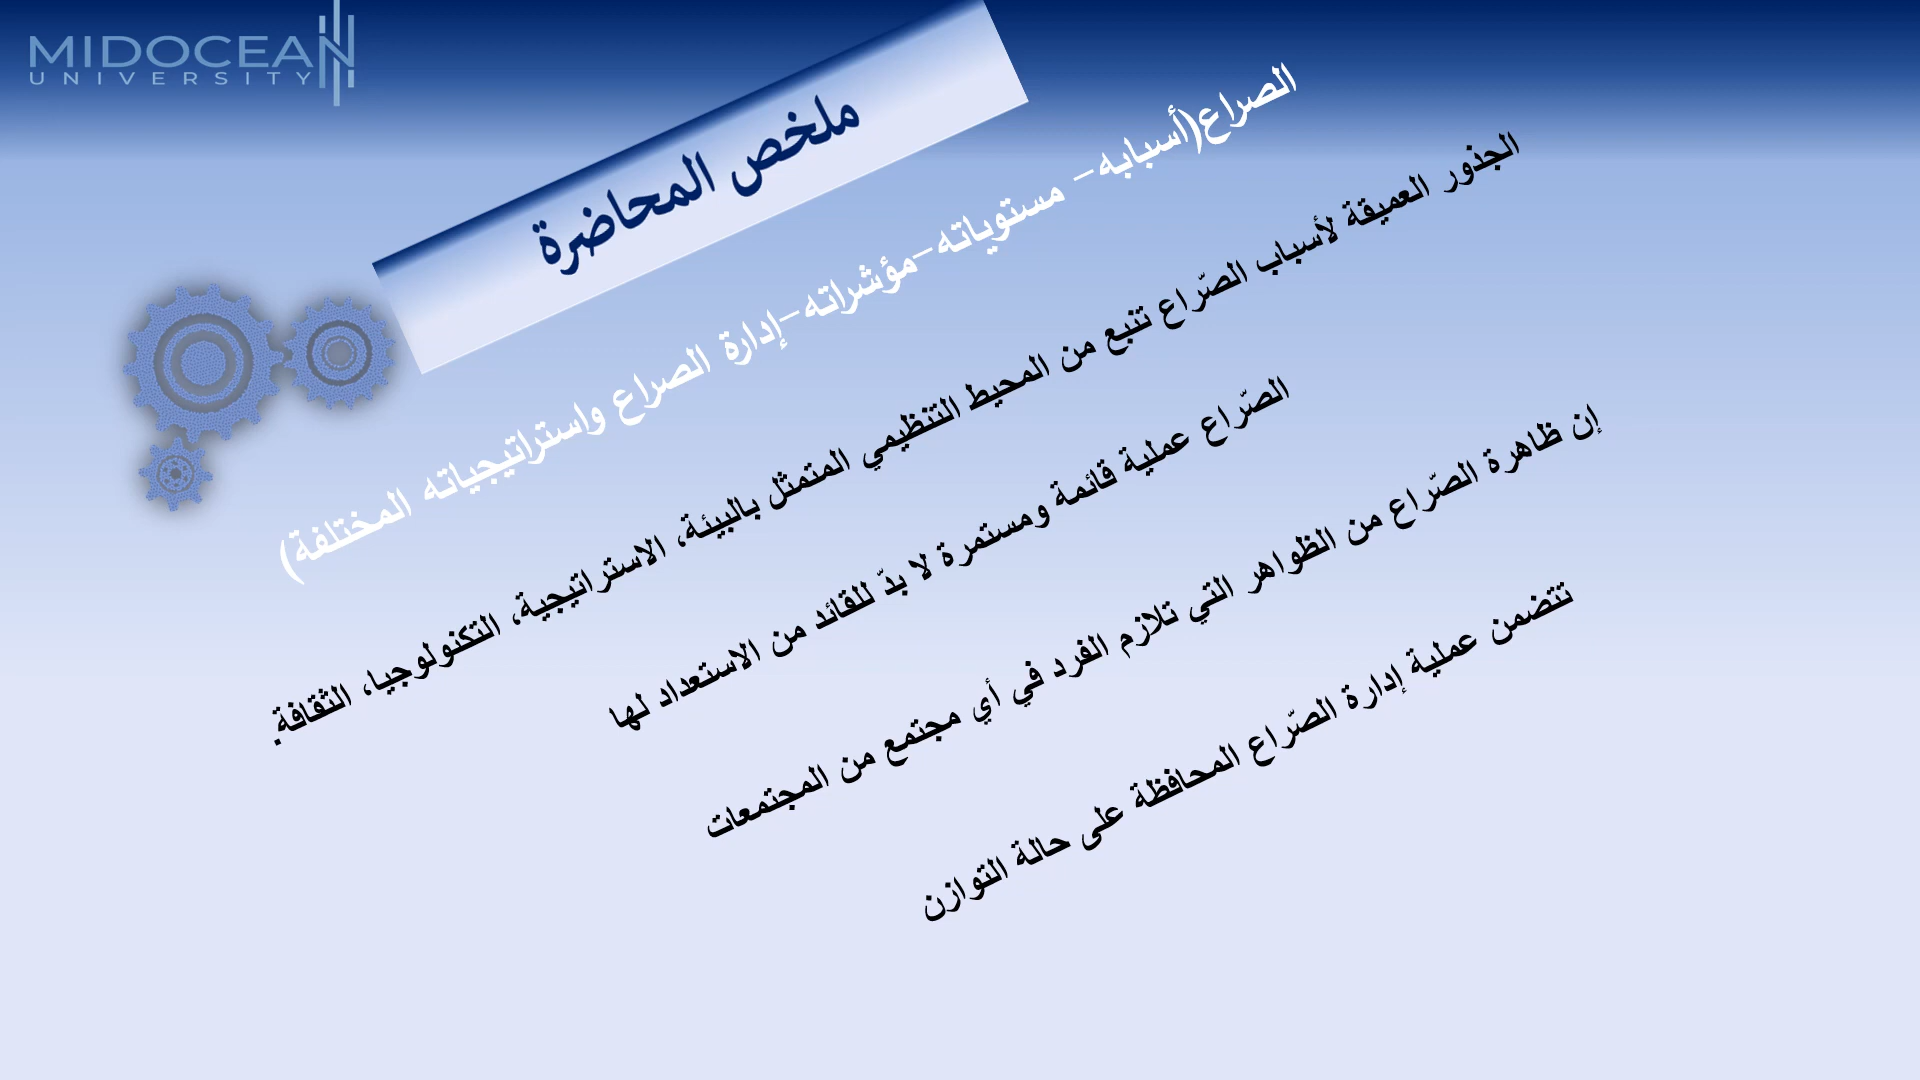 MIDOCEAN
UNIVERSITY
ملخص المحاضرة
الصراع(أسبابه- مستوياته-مؤشراته-إدارة الصراع واستراتيجياته المختلفة)
الجذور العميقة لأسباب الصّراع تتبع من المحيط التنظيمي المتمثل بالبيئة، الاستراتيجية، التكنولوجيا، الثقافة.
الصّراع عملية قائمة ومستمرة لا بدّ للقائد من الاستعداد لها
إن ظاهرة الصّراع من الظواهر التي تلازم الفرد في أي مجتمع من المجتمعات
تتضمن عملية إدارة الصّراع المحافظة على حالة التوازن